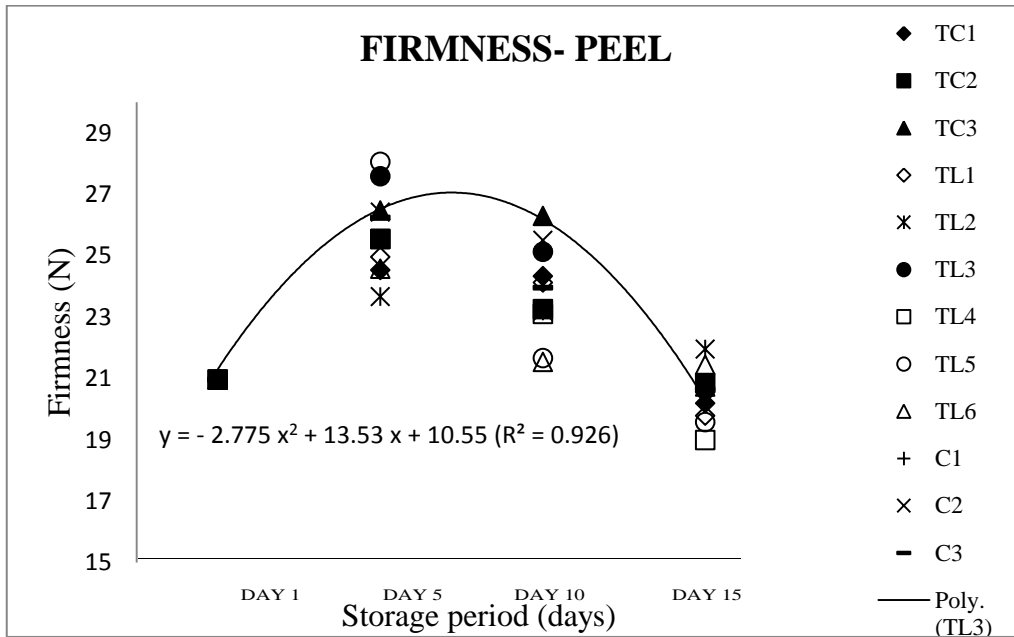 FIRMNESS- PEEL
29
27
25
23
21
19
17
15
Firmness (N)
y = - 2.775 x² + 13.53 x + 10.55 (R² = 0.926)
DAY 1
DAY 5
DAY 10
DAY 15
Storage period (days)
TC1
TC2
TC3
TL1
TL2
TL3
TL4
TL5
TL6
C1
C2
C3
Poly.
(TL3)